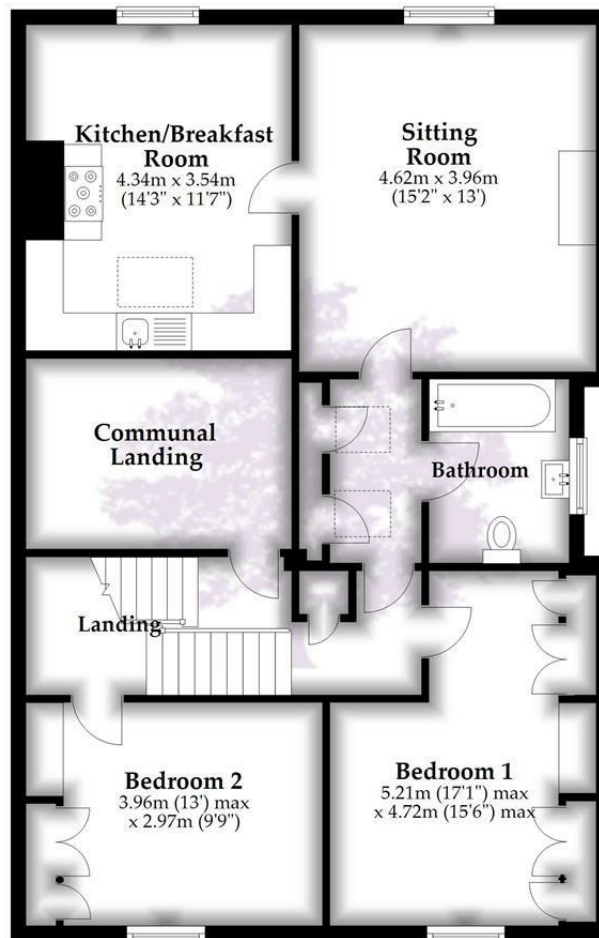 Kitchen/Breakfast
Room
4.34m x 3.54m
(14'3" x 11'7")
Sitting
Room
4.62m x 3.96m
(15'2" x 13')
Communal
Landing
Bathroom
Landing
Bedroom 2
3.96m (13') max
x 2.97m (9'9")
Bedroom 1
5.21m (17'1") max
x 4.72m (15'6") max